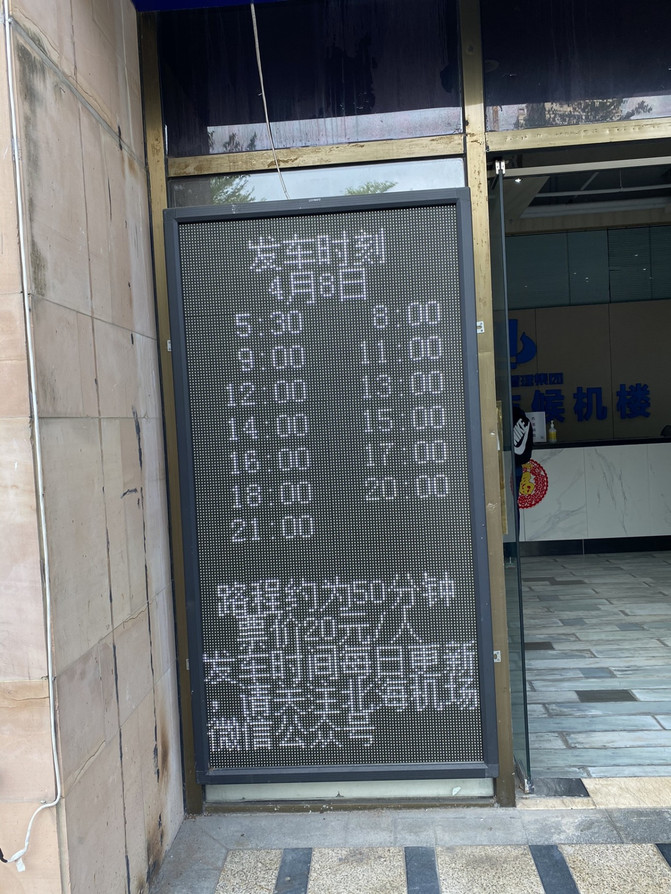 发车时刻
4月8日
5:30 8:00
9:00 11:00
12:00 13:00
14:00 15:00
16:00 17:00
18:00 20:00
21:00
路程约为50分钟
票价20元/人
发车时间每日更新
，请关注北海机场
微信公众号
候机楼